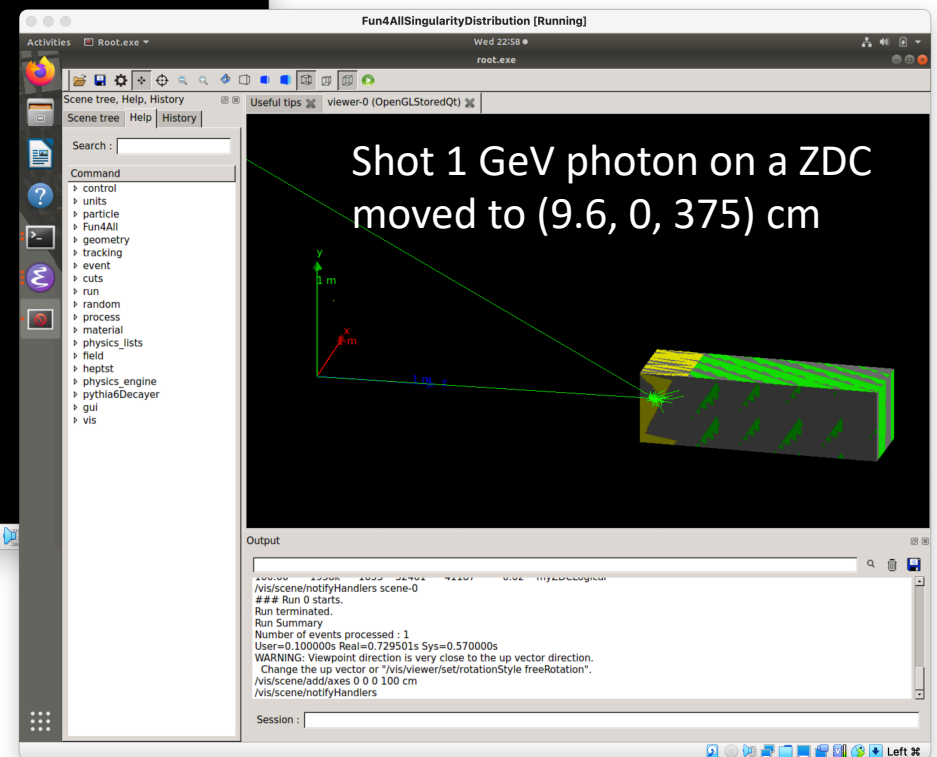 Fun4AllSingularityDistribution [Running]
Activities Root.exe Wed 22:58
root.exe
Scene tree, Help, History
Useful tips viewer-0 (OpenGLStoredQt)
Scene tree Help History
Search :
Command
control
units
particle
Fun4All
geometry
tracking
event
cuts
run
random
process
material
physics_lists
field
heptst
physics_engine
pythia6Decayer
gui
vis
Shot 1 GeV photon on a ZDC
moved to (9.6, 0, 375) cm
y
1 m
x
m
1 m
Output
myZDCLogical
/vis/scene/notifyHandlers scene-0
### Run 0 starts.
Run terminated.
Run Summary
Number of events processed : 1
User=0.100000s Real=0.729501s Sys=0.570000s
WARNING: Viewpoint direction is very close to the up vector direction.
Change the up vector or "/vis/viewer/set/rotationStyle freeRotation".
/vis/scene/add/axes 0 0 0 100 cm
/vis/scene/notifyHandlers
Session :
Left ⌘